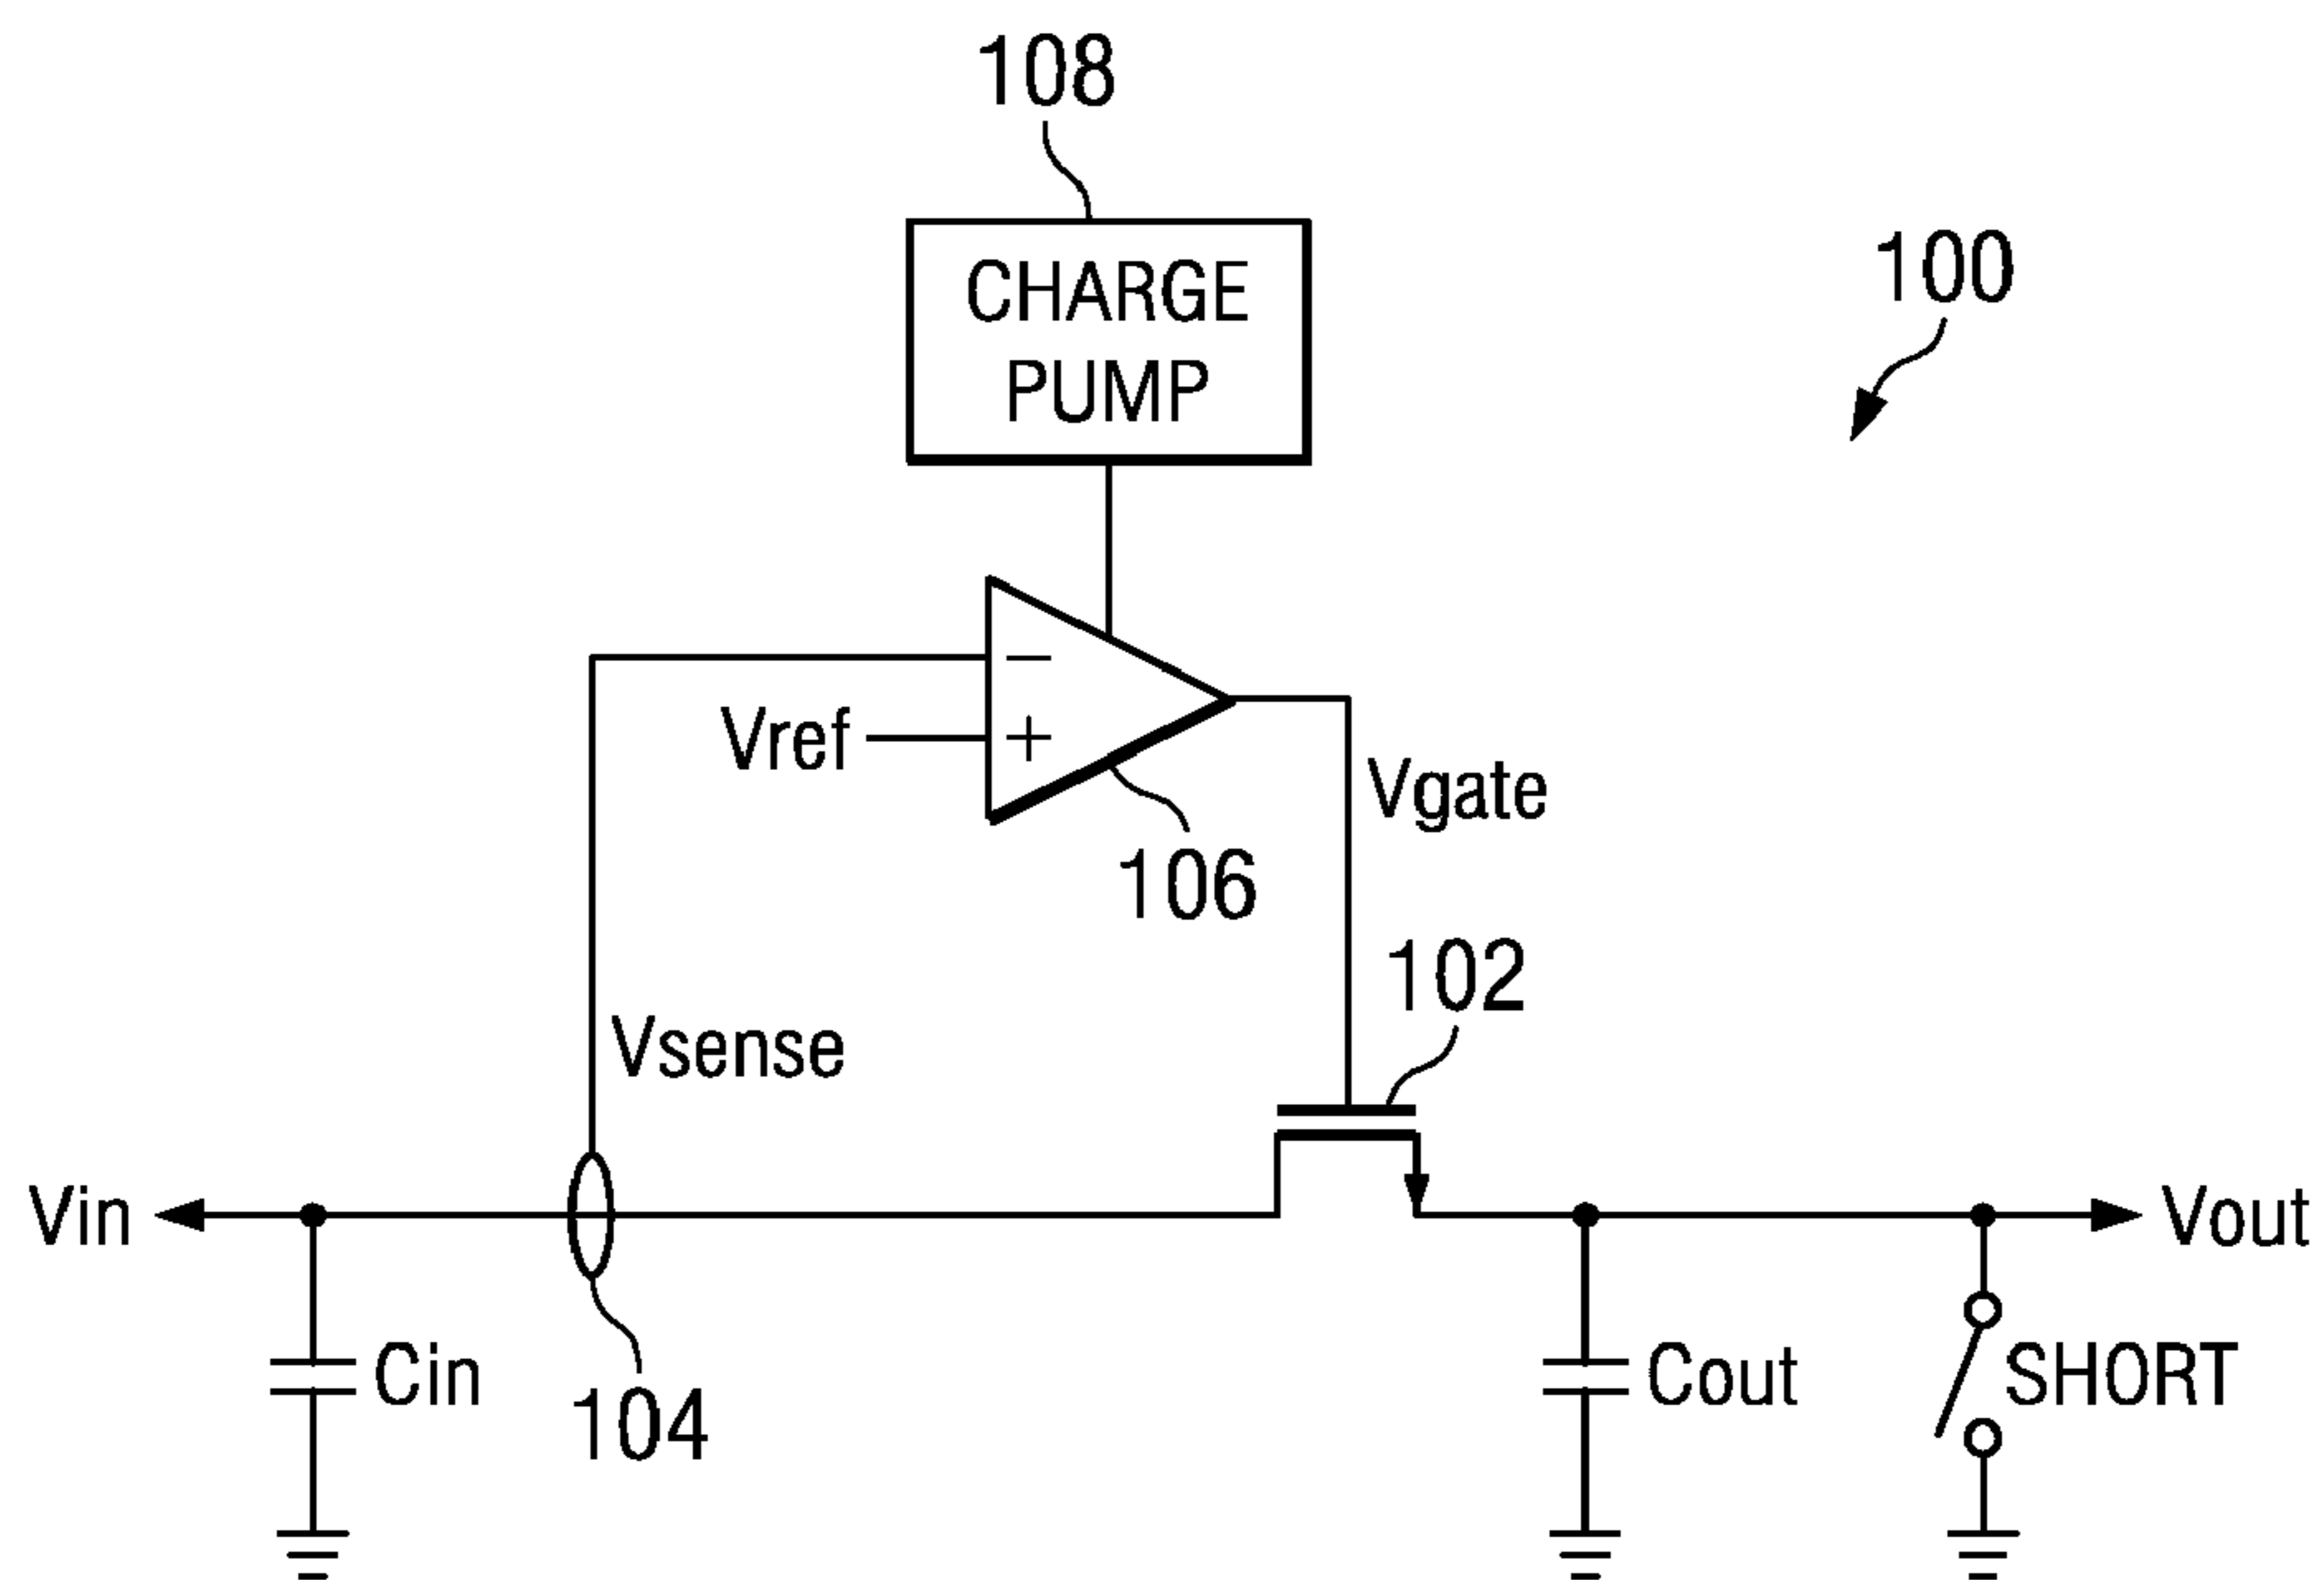 108
CHARGE
PUMP
100
−
Vref
+
Vgate
106
102
Vsense
Vin
Vout
Cin
104
Cout
SHORT